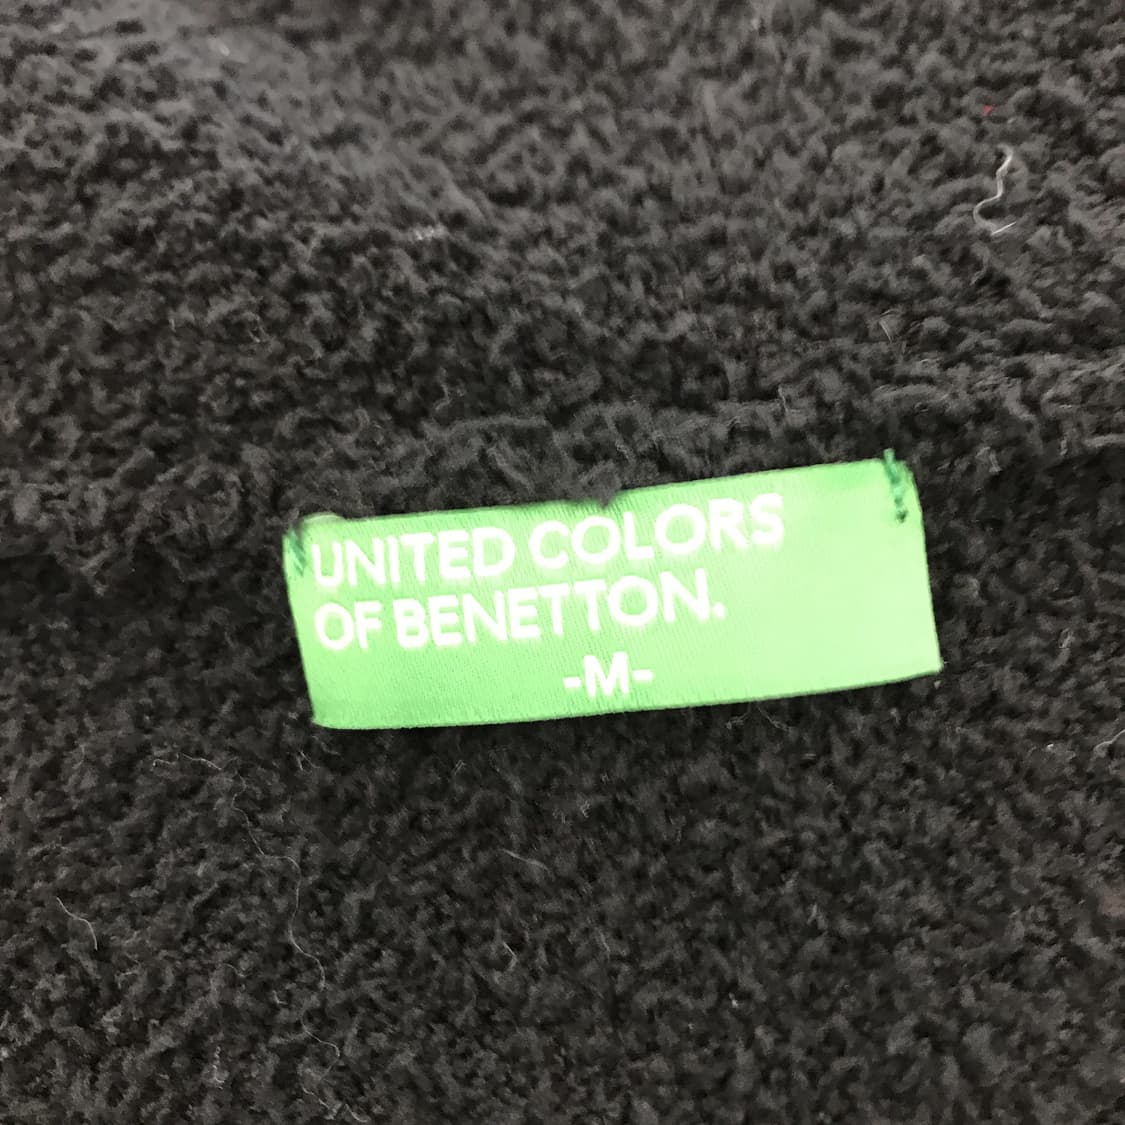 UNITED COLORS
OF BENETTON.
-M-